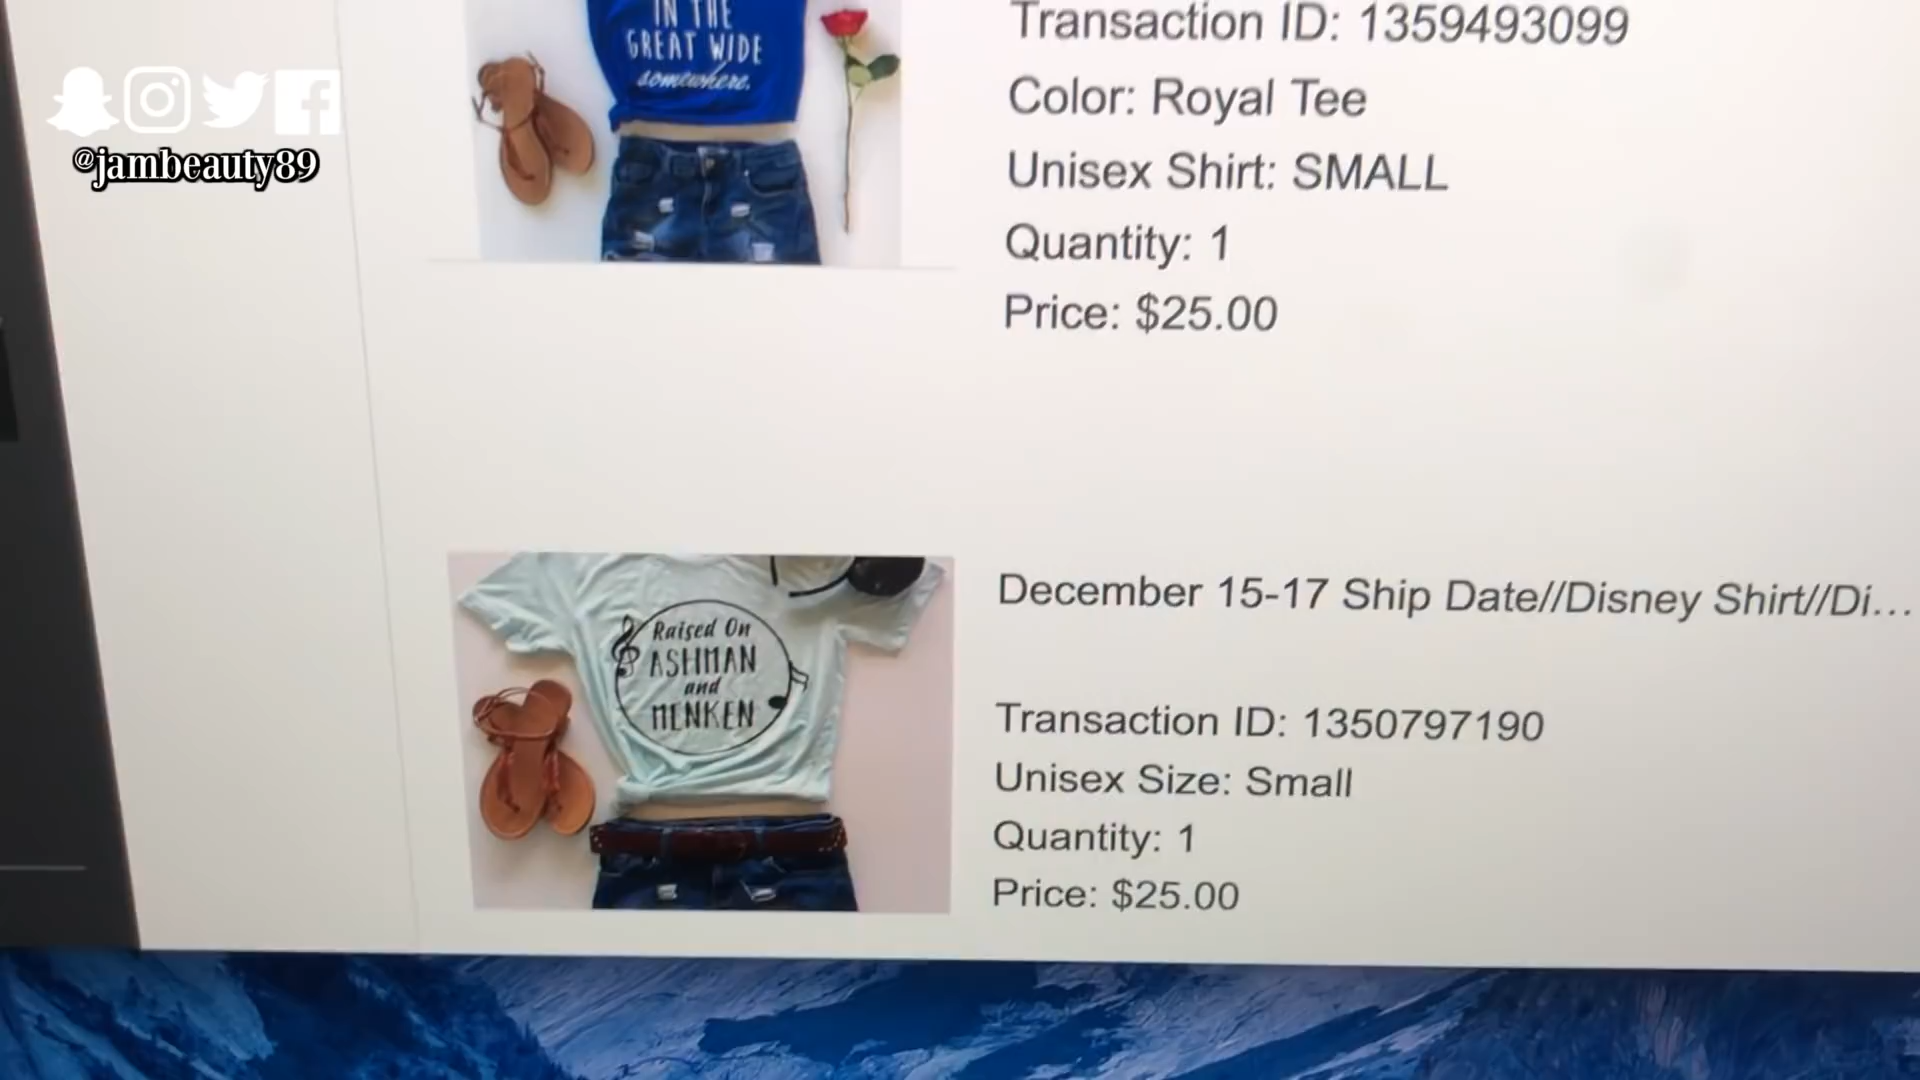 @jambeauty89
IN THE
GREAT WIDE
somewhere.
Transaction ID: 1359493099
Color: Royal Tee
Unisex Shirt: SMALL
Quantity: 1
Price: $25.00
Raised On
ASHMAN
and
MENKEN
December 15-17 Ship Date//Disney Shirt//Di...
Transaction ID: 1350797190
Unisex Size: Small
Quantity: 1
Price: $25.00